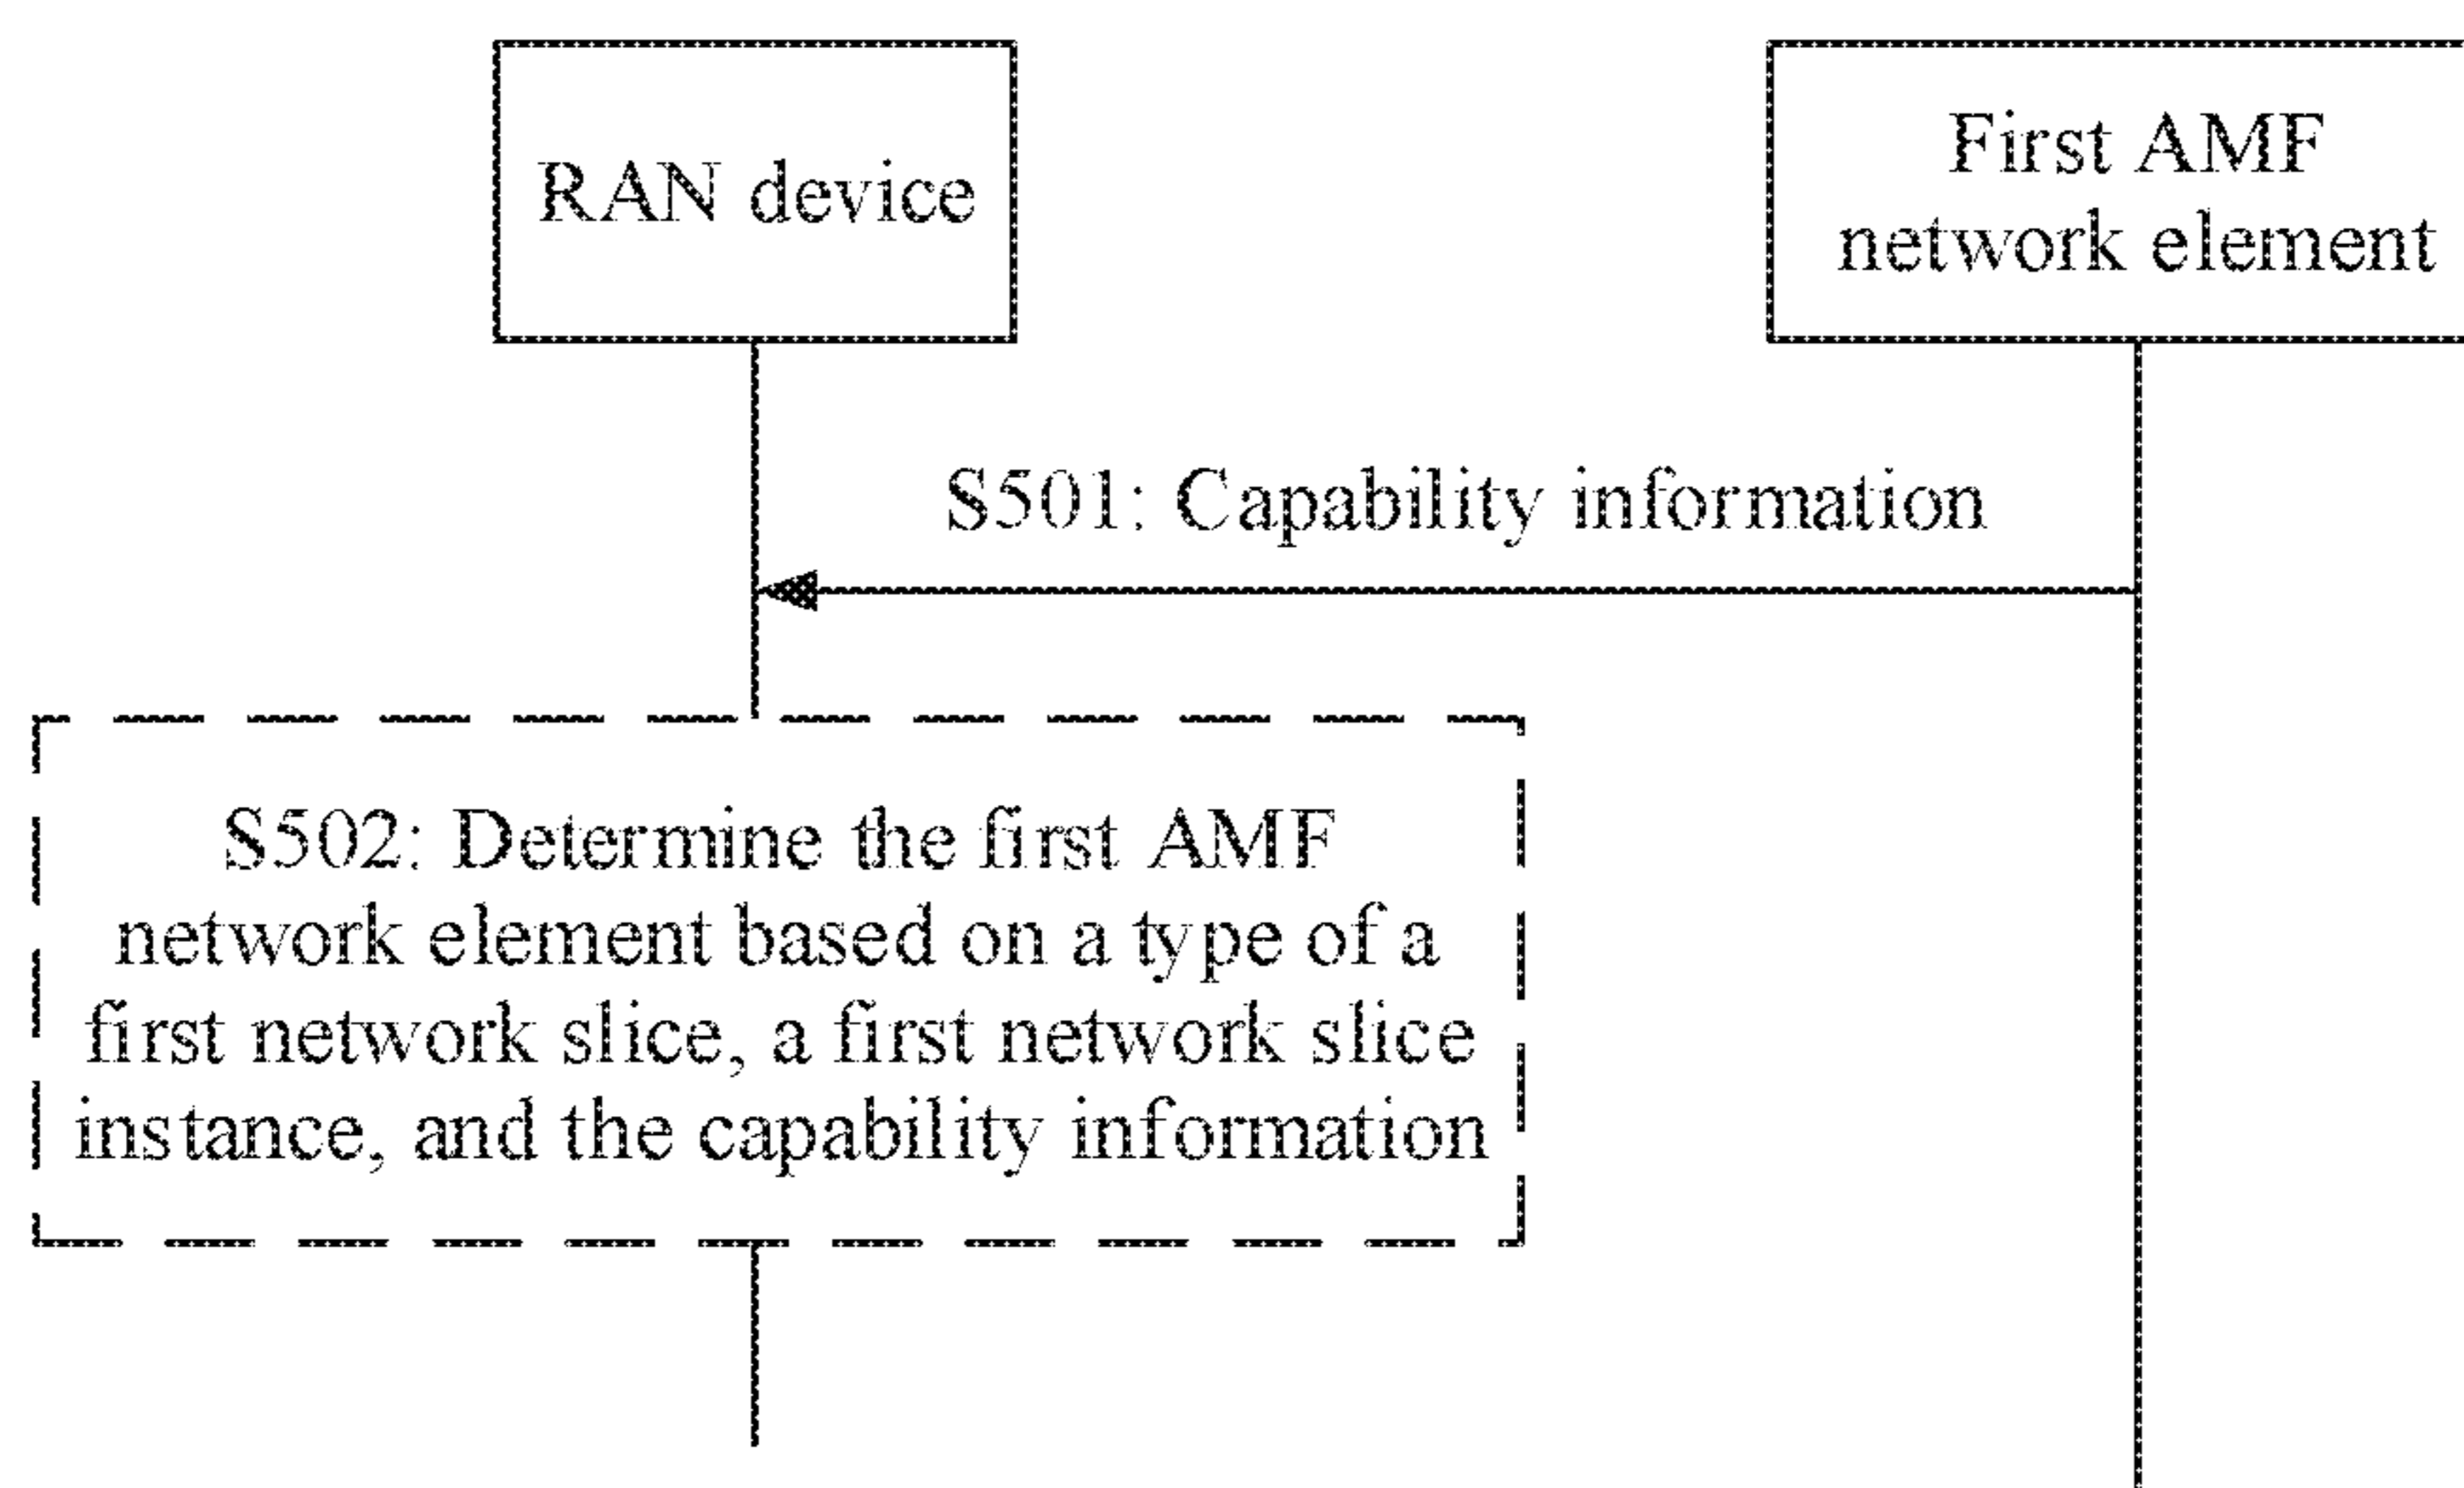 RAN device
First AMF
network element
S501: Capability information
S502: Determine the first AMF
network element based on a type of a
first network slice, a first network slice
instance, and the capability information